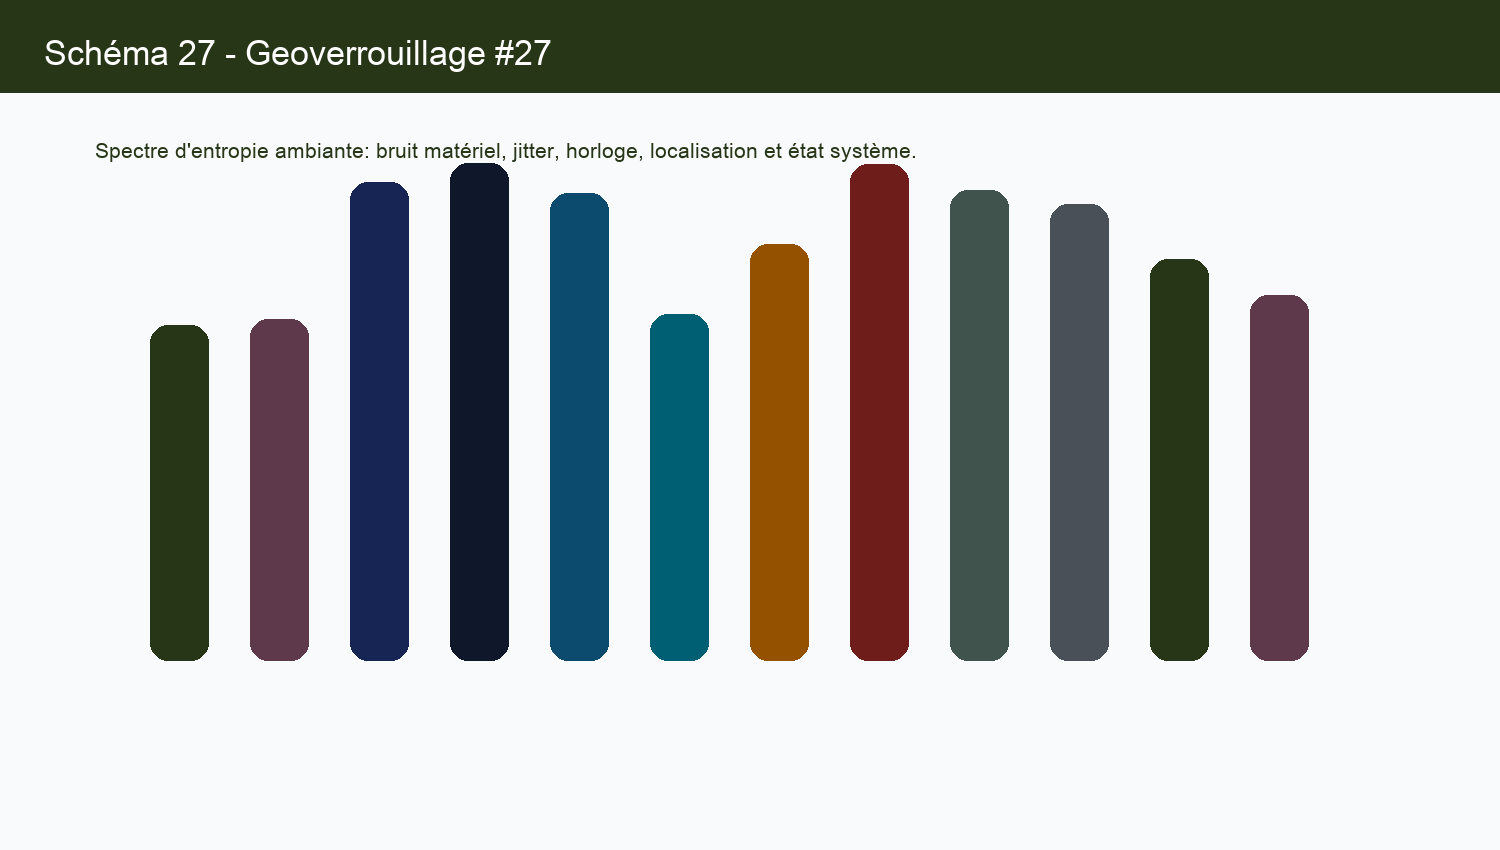 Schéma 27 - Geoverrouillage #27
Spectre d'entropie ambiante: bruit matériel, jitter, horloge, localisation et état système.